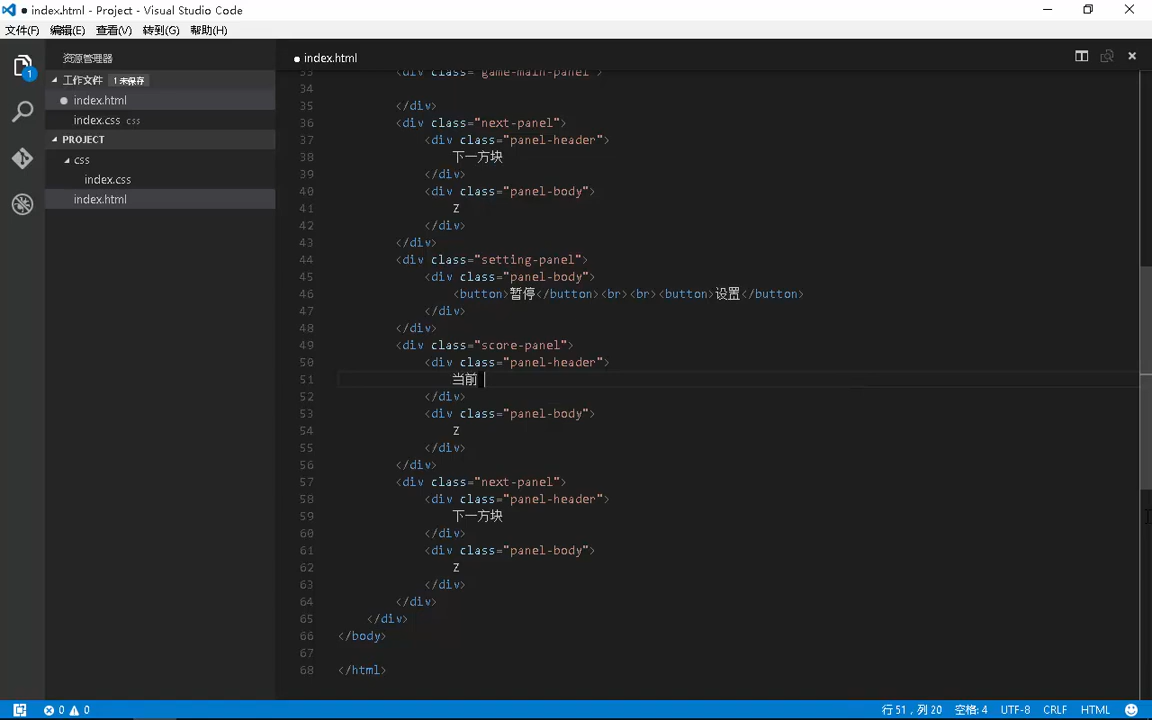 index.html - Project - Visual Studio Code
文件(F) 编辑(E) 查看(V) 转到(G) 帮助(H)
资源管理器
工作文件 1 未保存
index.html
index.css css
PROJECT
css
index.css
index.html
1
index.html
33 <div class="game-main-panel">
34
35 </div>
36 <div class="next-panel">
37 <div class="panel-header">
38 下一方块
39 </div>
40 <div class="panel-body">
41 Z
42 </div>
43 </div>
44 <div class="setting-panel">
45 <div class="panel-body">
46 <button>暂停</button><br><br><button>设置</button>
47 </div>
48 </div>
49 <div class="score-panel">
50 <div class="panel-header">
51 当前
52 </div>
53 <div class="panel-body">
54 Z
55 </div>
56 </div>
57 <div class="next-panel">
58 <div class="panel-header">
59 下一方块
60 </div>
61 <div class="panel-body">
62 Z
63 </div>
64 </div>
65 </div>
66 </body>
67
68 </html>
0 0 行 51，列 20 空格: 4 UTF-8 CRLF HTML